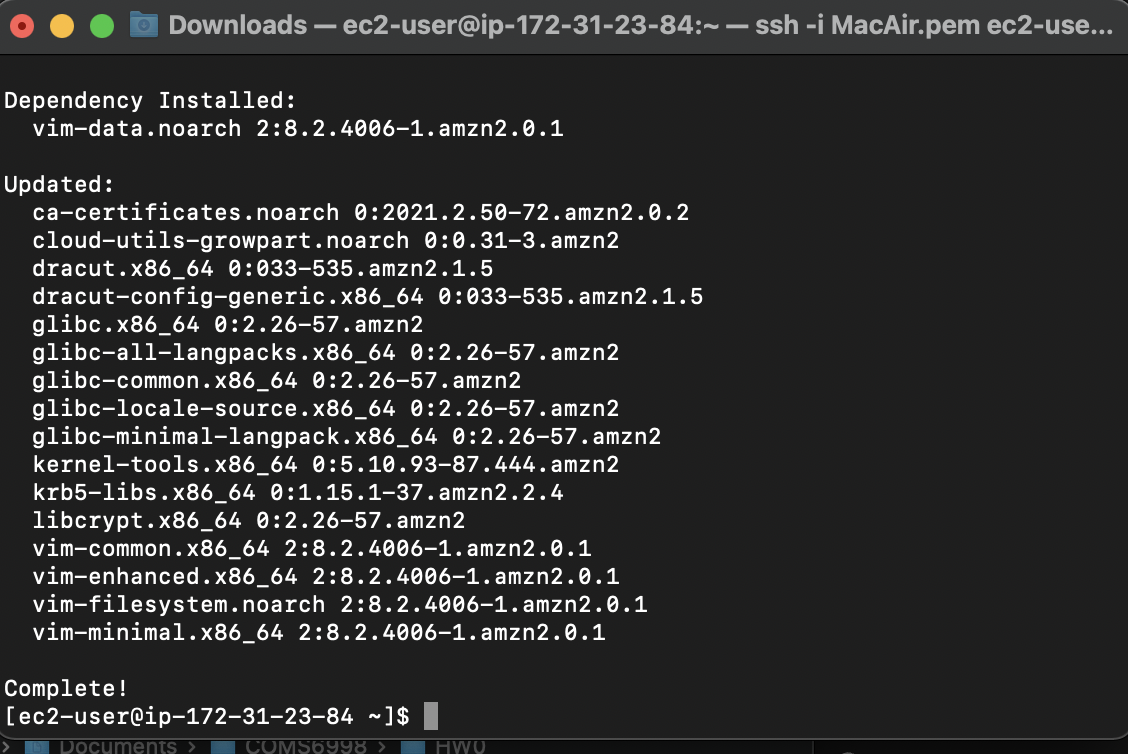 Downloads — ec2-user@ip-172-31-23-84:~ — ssh -i MacAir.pem ec2-use...
Dependency Installed:
vim-data.noarch 2:8.2.4006-1.amzn2.0.1
Updated:
ca-certificates.noarch 0:2021.2.50-72.amzn2.0.2
cloud-utils-growpart.noarch 0:0.31-3.amzn2
dracut.x86_64 0:033-535.amzn2.1.5
dracut-config-generic.x86_64 0:033-535.amzn2.1.5
glibc.x86_64 0:2.26-57.amzn2
glibc-all-langpacks.x86_64 0:2.26-57.amzn2
glibc-common.x86_64 0:2.26-57.amzn2
glibc-locale-source.x86_64 0:2.26-57.amzn2
glibc-minimal-langpack.x86_64 0:2.26-57.amzn2
kernel-tools.x86_64 0:5.10.93-87.444.amzn2
krb5-libs.x86_64 0:1.15.1-37.amzn2.2.4
libcrypt.x86_64 0:2.26-57.amzn2
vim-common.x86_64 2:8.2.4006-1.amzn2.0.1
vim-enhanced.x86_64 2:8.2.4006-1.amzn2.0.1
vim-filesystem.noarch 2:8.2.4006-1.amzn2.0.1
vim-minimal.x86_64 2:8.2.4006-1.amzn2.0.1
Complete!
[ec2-user@ip-172-31-23-84 ~]$
› Documents › COMS6998 › HW0